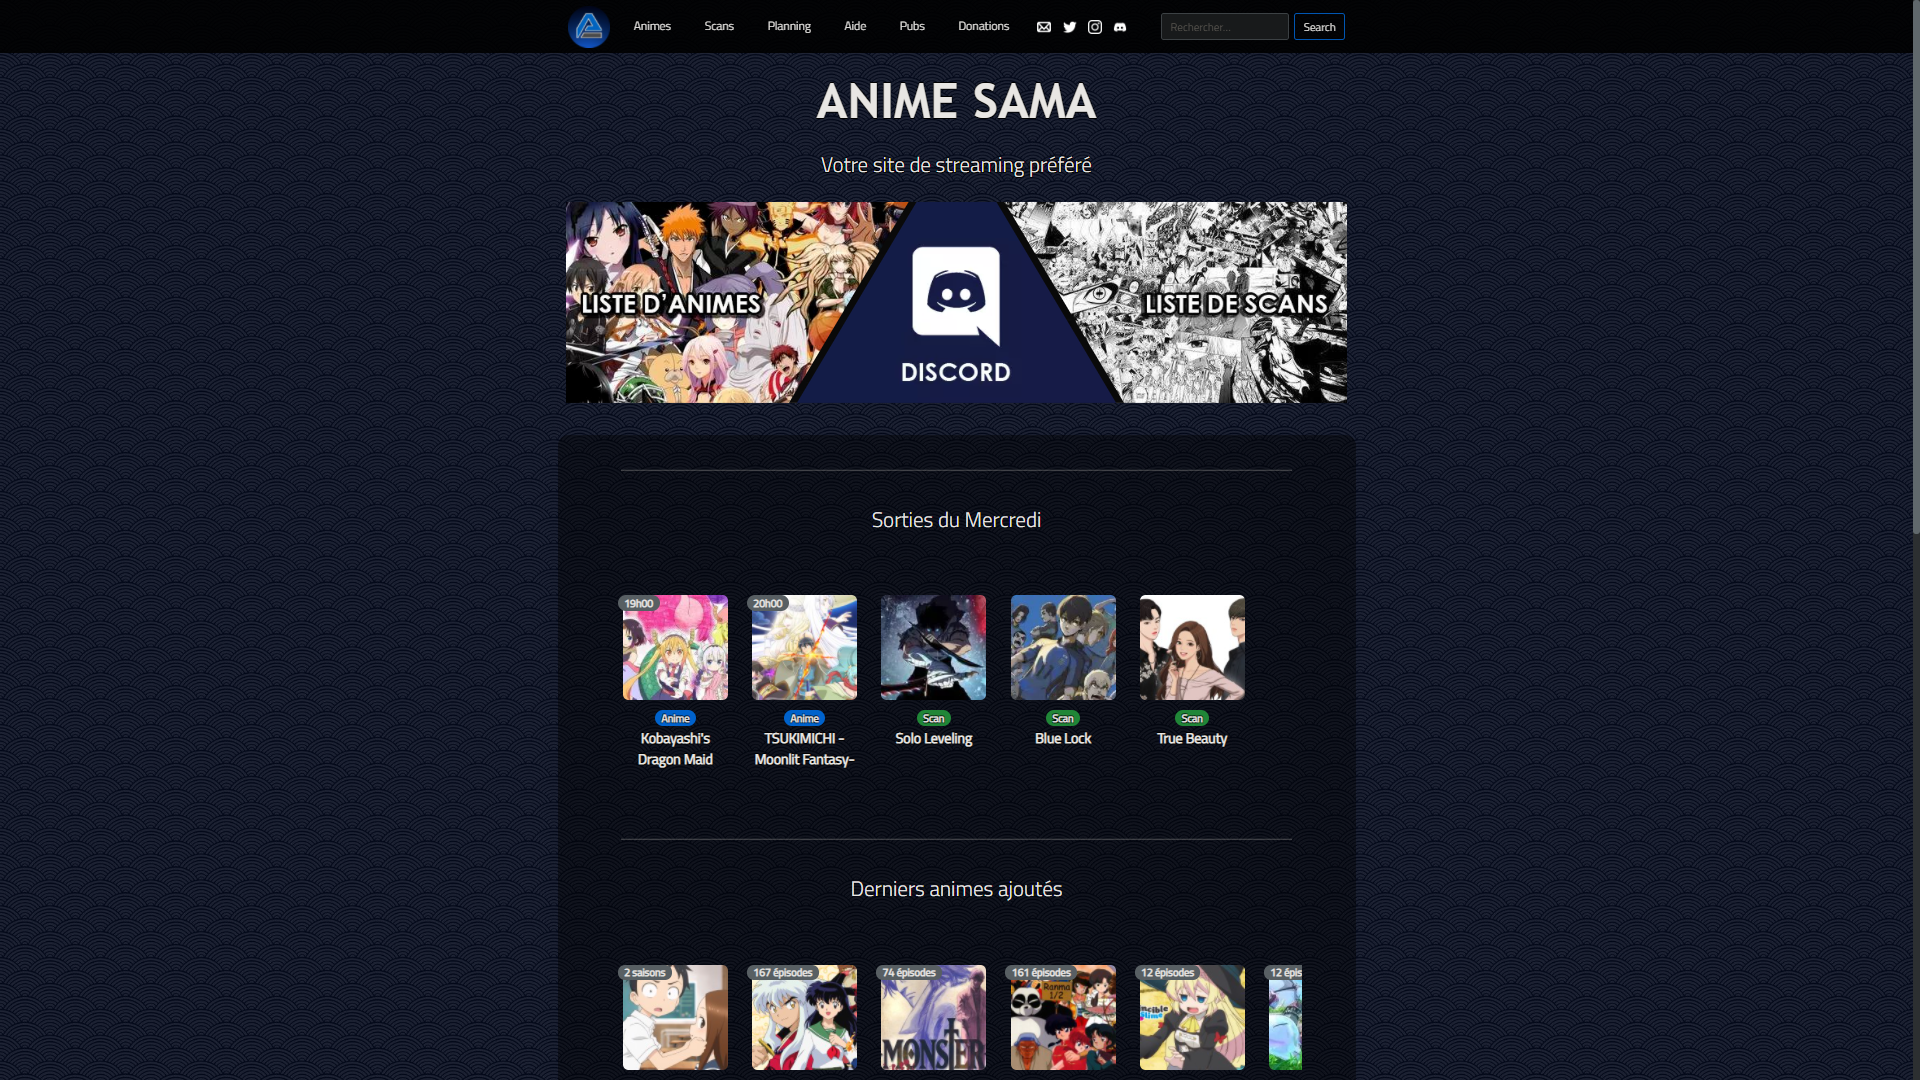 Animes
Scans
Planning
Aide
Pubs
Donations
Rechercher...
Search
ANIME SAMA
Votre site de streaming préféré
LISTE D'ANIMES
DISCORD
LISTE DE SCANS
Sorties du Mercredi
19h00
20h00
Anime
Anime
Scan
Scan
Scan
Kobayashi's
Dragon Maid
TSUKIMICHI -
Moonlit Fantasy-
Solo Leveling
Blue Lock
True Beauty
Derniers animes ajoutés
2 saisons
167 épisodes
74 épisodes
161 épisodes
12 épisodes
12 épis
MONSTER
Ranma
1/2